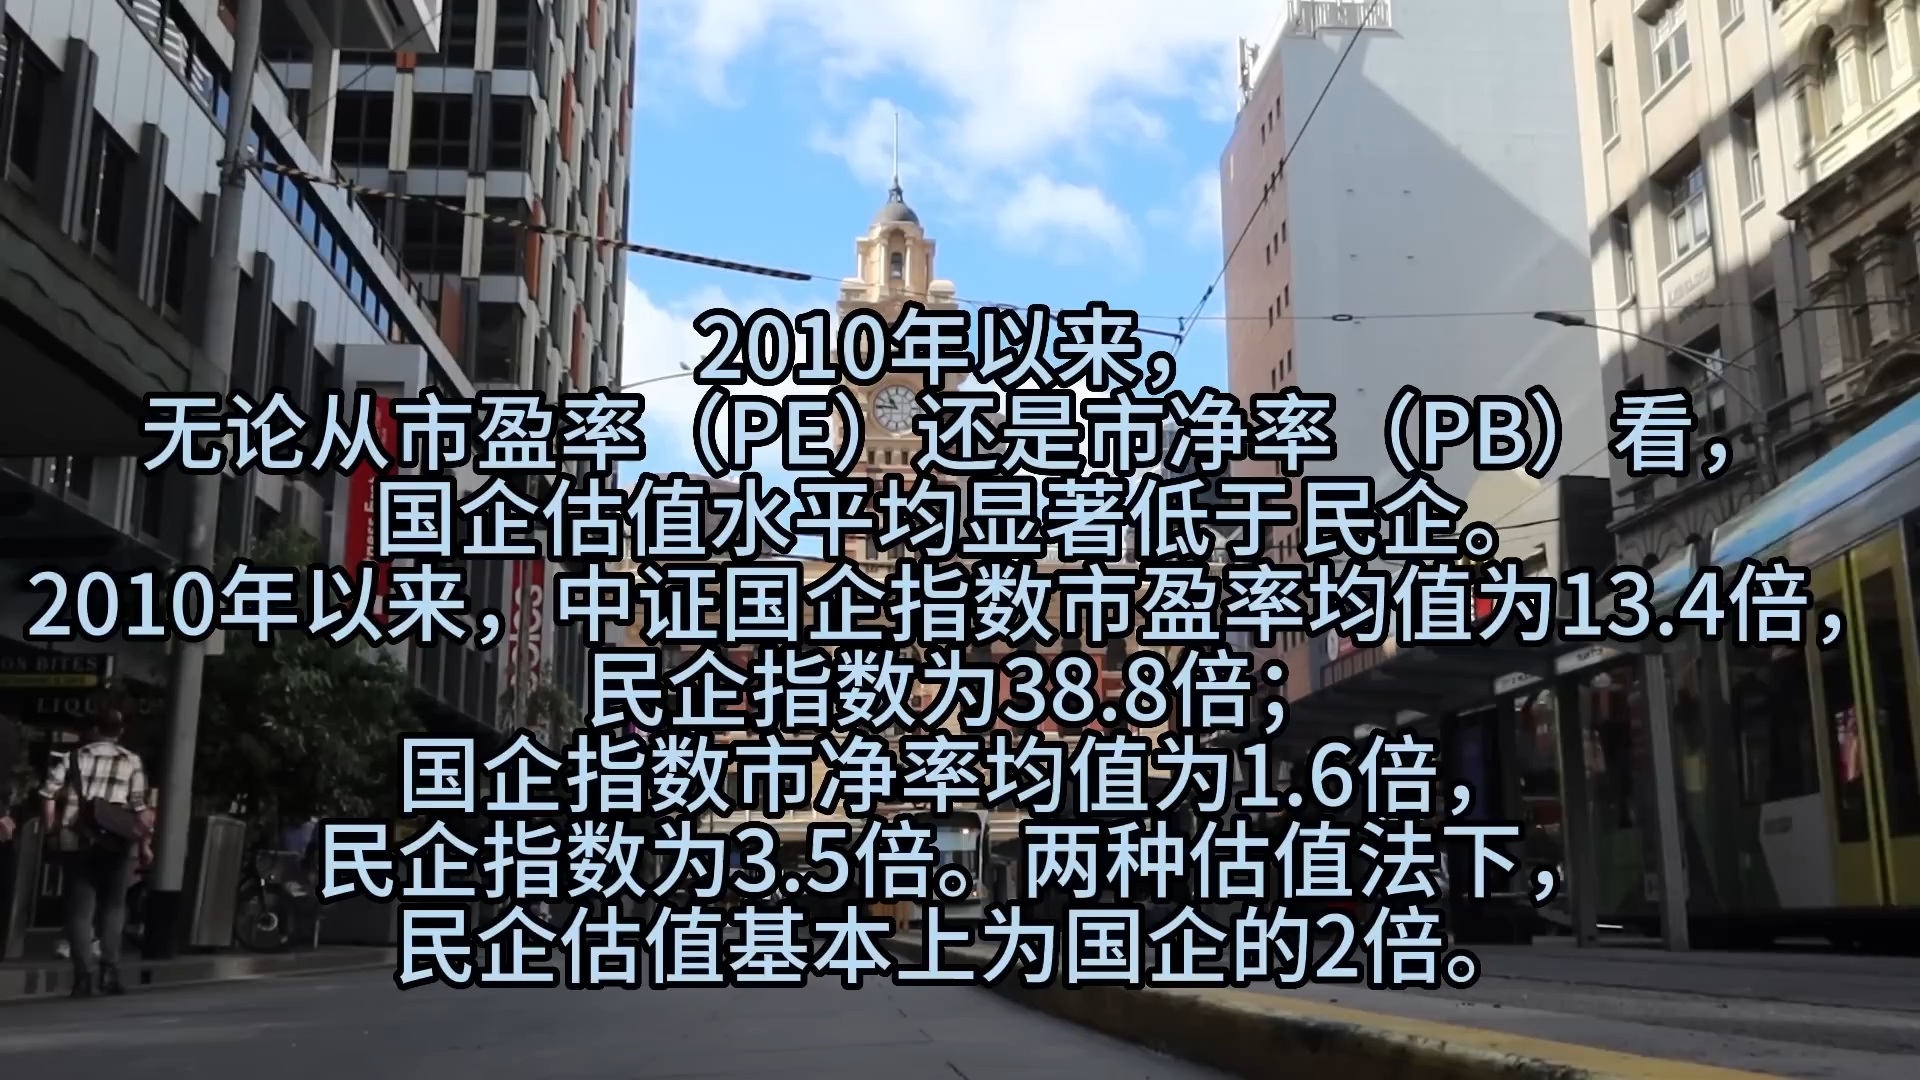 2010年以来，
无论从市盈率（PE）还是市净率（PB）看，
国企估值水平均显著低于民企。
2010年以来，中证国企指数市盈率均值为13.4倍，
民企指数为38.8倍；
国企指数市净率均值为1.6倍，
民企指数为3.5倍。两种估值法下，
民企估值基本上为国企的2倍。
ON BITES
LIQU